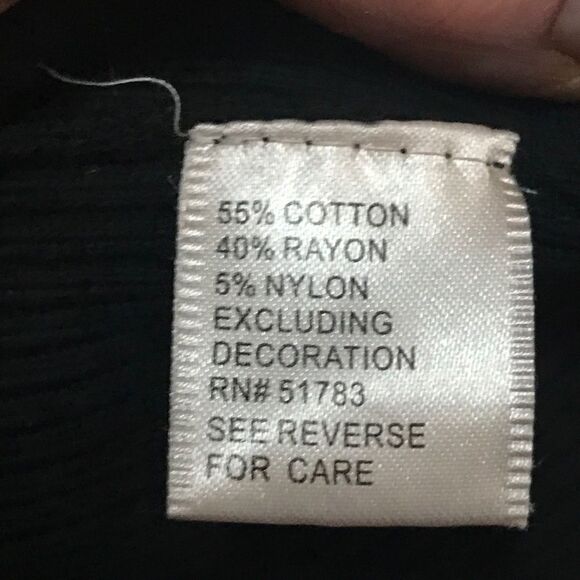 55% COTTON
40% RAYON
5% NYLON
EXCLUDING
DECORATION
RN# 51783
SEE REVERSE
FOR CARE